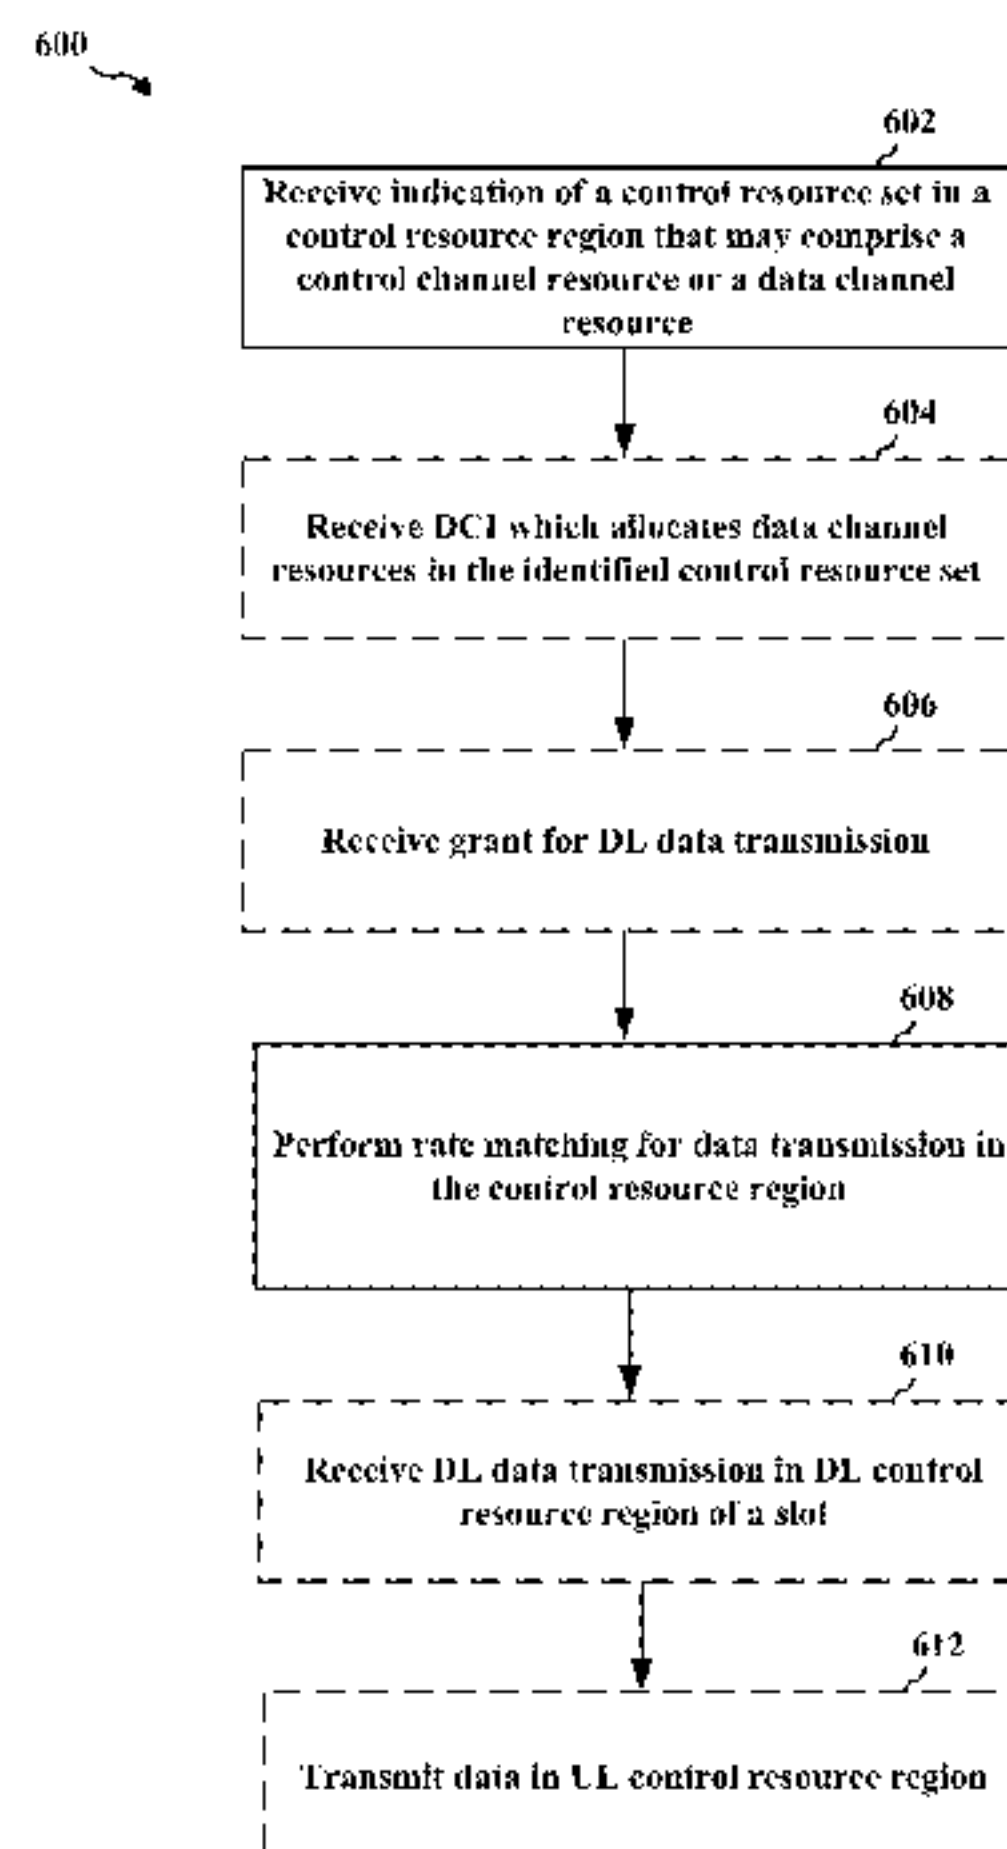 600
602
Receive indication of a control resource set in a
control resource region that may comprise a
control channel resource or a data channel
resource
604
Receive DCI which allocates data channel
resources in the identified control resource set
606
Receive grant for DL data transmission
608
Perform rate matching for data transmission in
the control resource region
610
Receive DL data transmission in DL control
resource region of a slot
612
Transmit data in UL control resource region